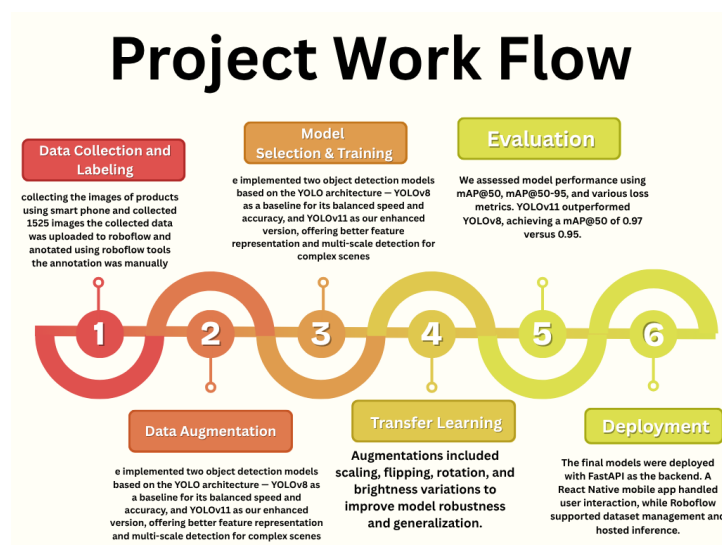 Project Work Flow
Data Collection and
Labeling
collecting the images of products
using smart phone and collected
1525 images the collected data
was uploaded to roboflow and
anotated using roboflow tools
the annotation was manually
Model
Selection & Training
e implemented two object detection models
based on the YOLO architecture — YOLOv8
as a baseline for its balanced speed and
accuracy, and YOLOv11 as our enhanced
version, offering better feature
representation and multi-scale detection for
complex scenes
Evaluation
We assessed model performance using
mAP@50, mAP@50-95, and various loss
metrics. YOLOv11 outperformed
YOLOv8, achieving a mAP@50 of 0.97
versus 0.95.
1
2
3
4
5
6
Data Augmentation
e implemented two object detection models
based on the YOLO architecture — YOLOv8 as
a baseline for its balanced speed and
accuracy, and YOLOv11 as our enhanced
version, offering better feature representation
and multi-scale detection for complex scenes
Transfer Learning
Augmentations included
scaling, flipping, rotation, and
brightness variations to
improve model robustness
and generalization.
Deployment
The final models were deployed
with FastAPI as the backend. A
React Native mobile app handled
user interaction, while Roboflow
supported dataset management and
hosted inference.